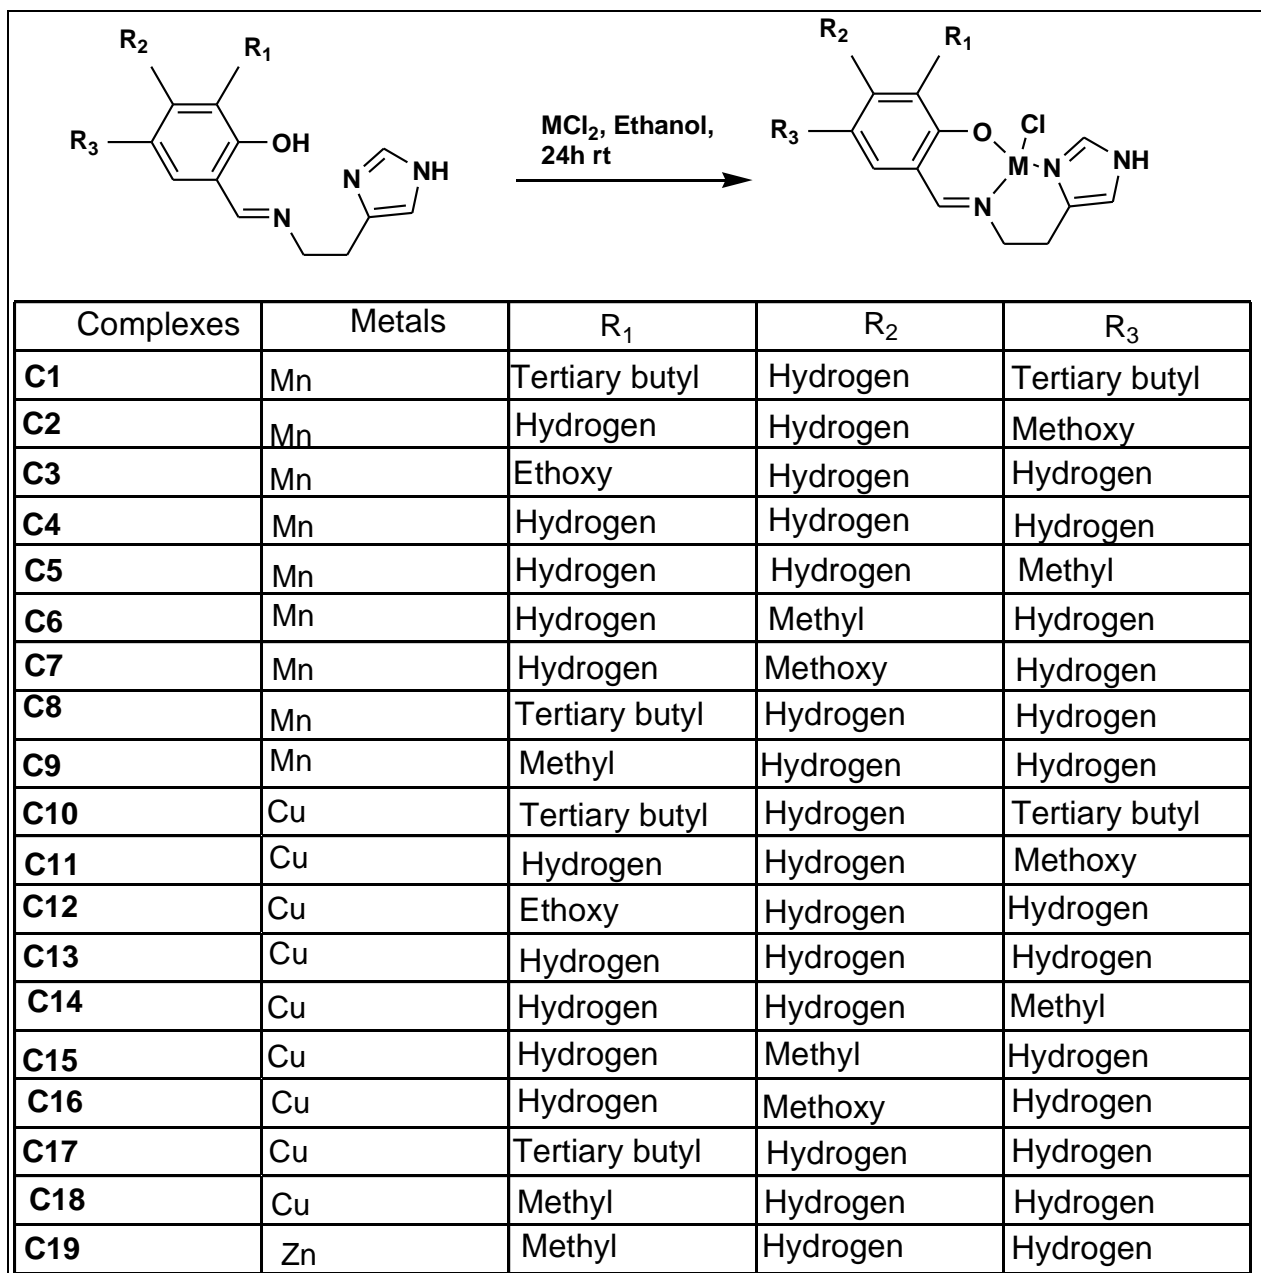 R2
R1
R3
OH
N
NH
N
MCl2, Ethanol,
24h rt
R2
R1
R3
O
Cl
M
N
NH
N
Complexes Metals R1 R2 R3
C1 Mn Tertiary butyl Hydrogen Tertiary butyl
C2 Mn Hydrogen Hydrogen Methoxy
C3 Mn Ethoxy Hydrogen Hydrogen
C4 Mn Hydrogen Hydrogen Hydrogen
C5 Mn Hydrogen Hydrogen Methyl
C6 Mn Hydrogen Methyl Hydrogen
C7 Mn Hydrogen Methoxy Hydrogen
C8 Mn Tertiary butyl Hydrogen Hydrogen
C9 Mn Methyl Hydrogen Hydrogen
C10 Cu Tertiary butyl Hydrogen Tertiary butyl
C11 Cu Hydrogen Hydrogen Methoxy
C12 Cu Ethoxy Hydrogen Hydrogen
C13 Cu Hydrogen Hydrogen Hydrogen
C14 Cu Hydrogen Hydrogen Methyl
C15 Cu Hydrogen Methyl Hydrogen
C16 Cu Hydrogen Methoxy Hydrogen
C17 Cu Tertiary butyl Hydrogen Hydrogen
C18 Cu Methyl Hydrogen Hydrogen
C19 Zn Methyl Hydrogen Hydrogen